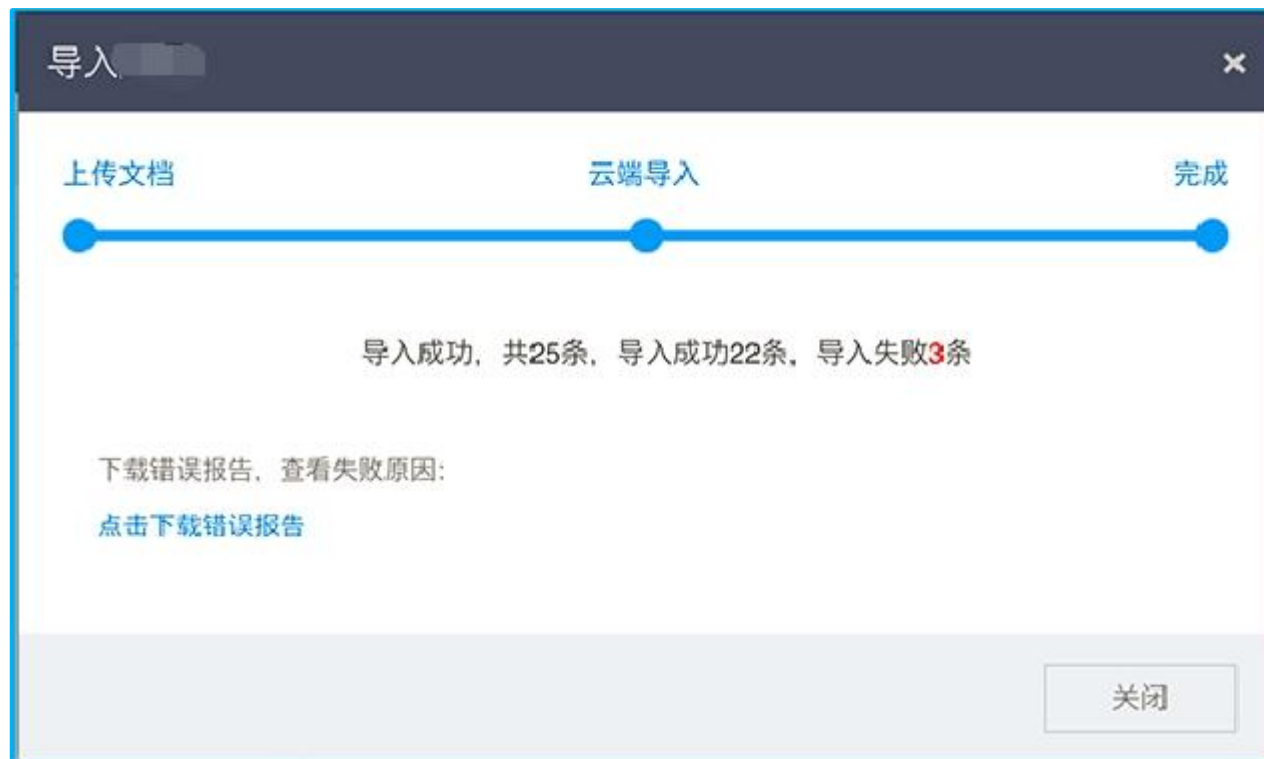 导入
×
上传文档 云端导入 完成
导入成功，共25条，导入成功22条，导入失败3条
下载错误报告，查看失败原因：
点击下载错误报告
关闭